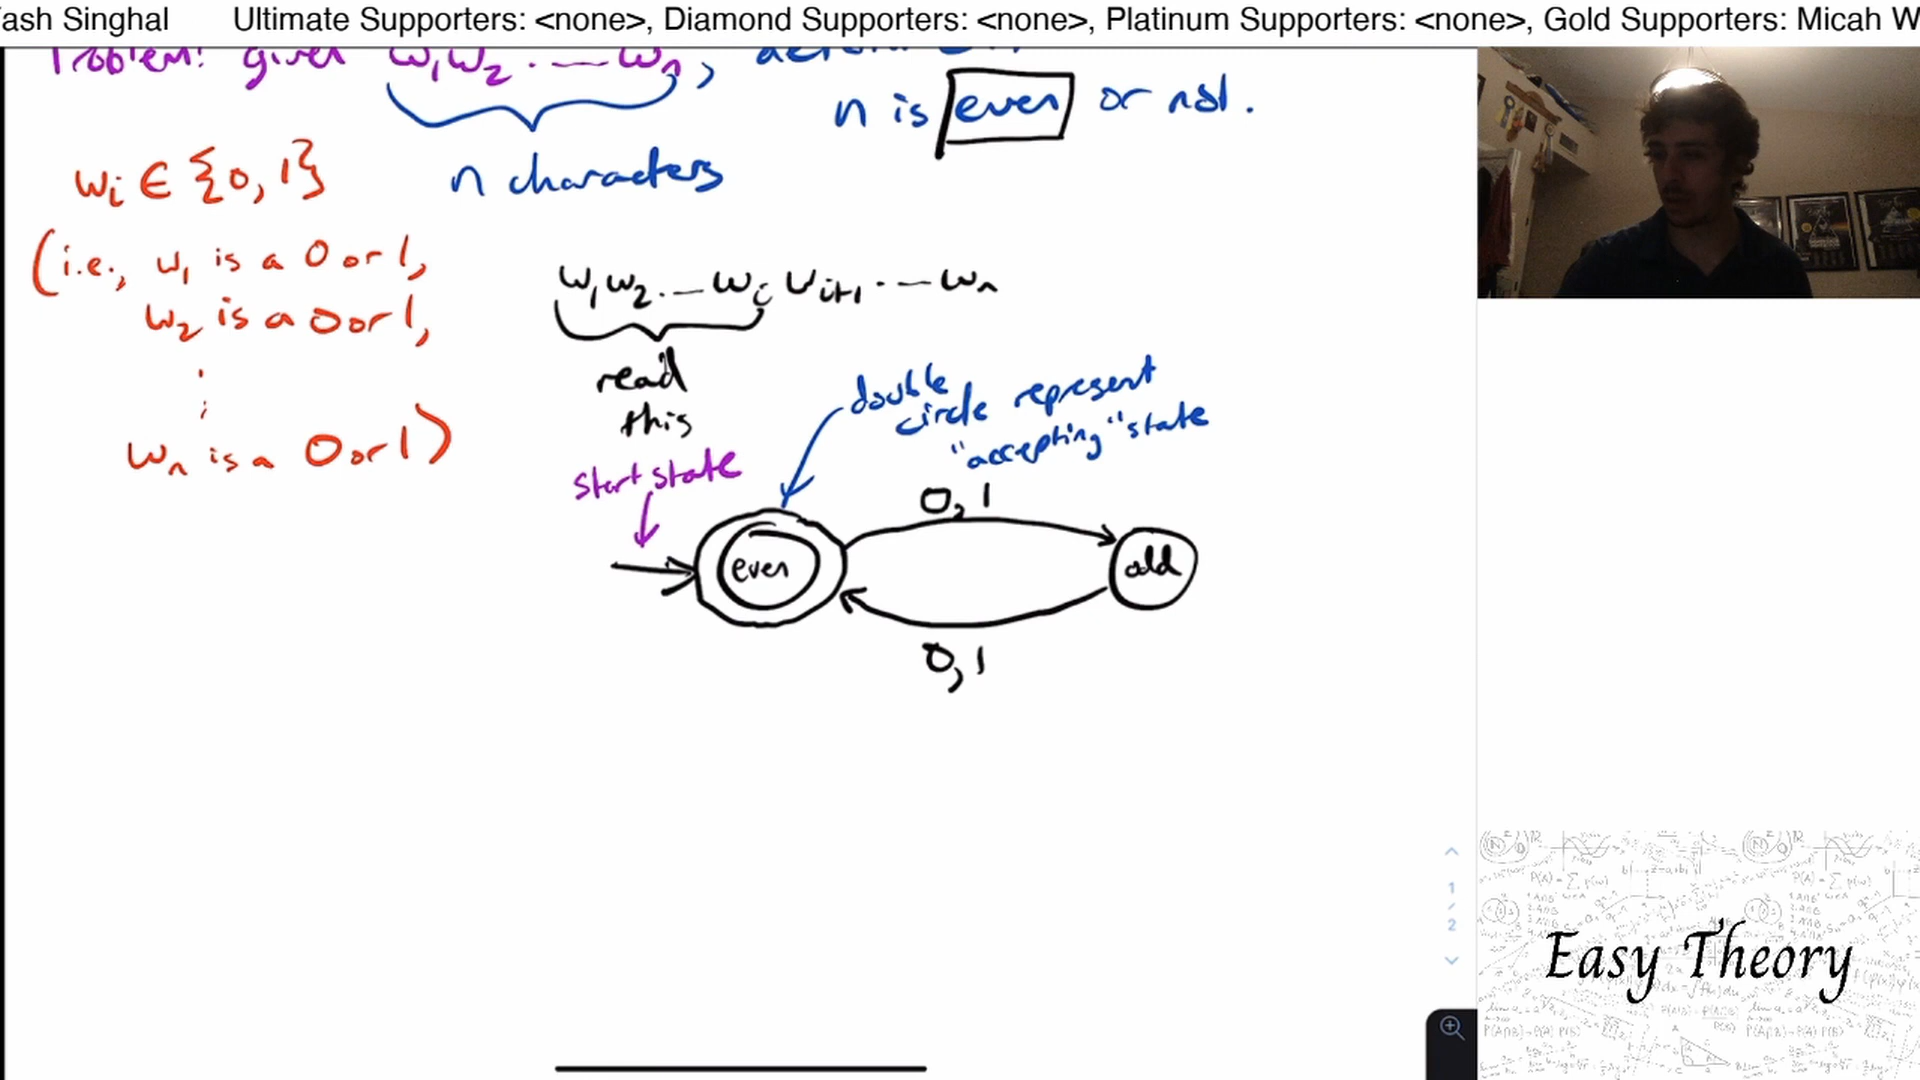 ash Singhal Ultimate Supporters: <none>, Diamond Supporters: <none>, Platinum Supporters: <none>, Gold Supporters: Micah W
Problem: given w₁w₂ . — wₙ,
n is even or not.
n characters
wᵢ ∈ {0, 1}
(i.e., w₁ is a 0 or 1,
w₂ is a 0 or 1,
wₙ is a 0 or 1)
w₁w₂ . — wᵢ wᵢ₊₁ . — wₙ
read
this
double
circle represent
"accepting" state
start state
0, 1
even
odd
0, 1
1
2
Easy Theory